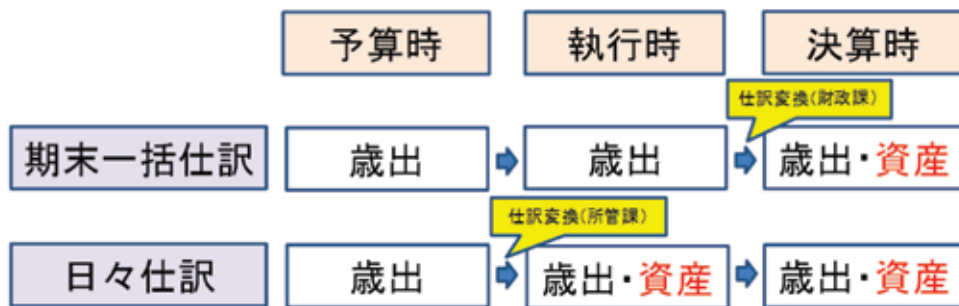 予算時
執行時
決算時
仕訳変換(財政課)
期末一括仕訳
歳出
歳出
歳出・資産
仕訳変換(所管課)
日々仕訳
歳出
歳出・資産
歳出・資産